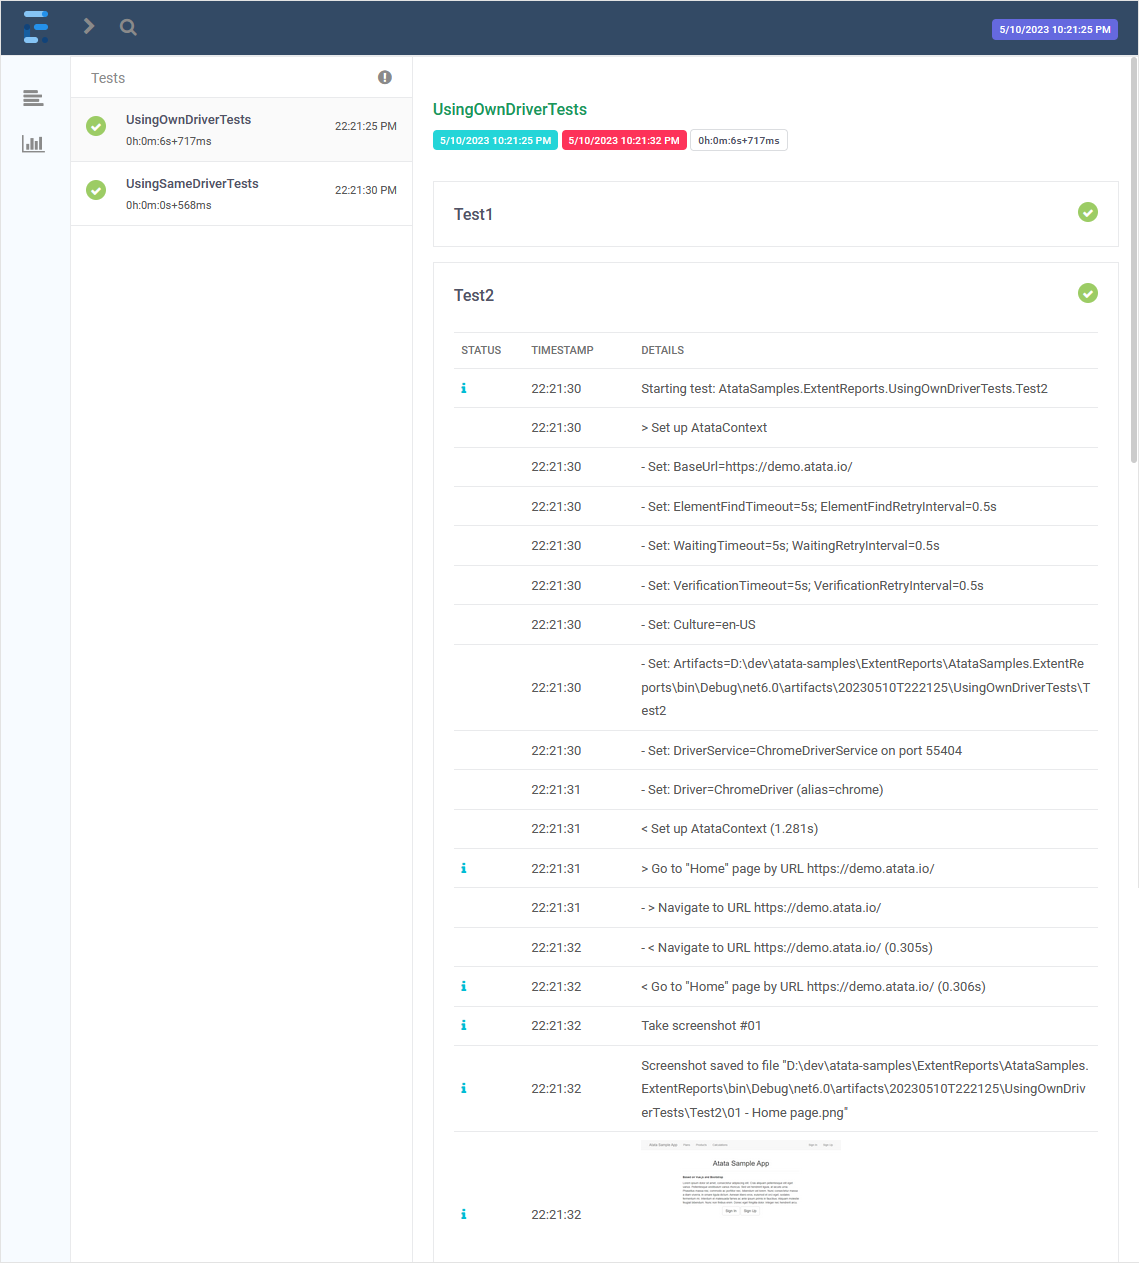 5/10/2023 10:21:25 PM
Tests
UsingOwnDriverTests
22:21:25 PM
0h:0m:6s+717ms
UsingSameDriverTests
22:21:30 PM
0h:0m:0s+568ms
UsingOwnDriverTests
5/10/2023 10:21:25 PM 5/10/2023 10:21:32 PM 0h:0m:6s+717ms
Test1
Test2
STATUS TIMESTAMP DETAILS
22:21:30 Starting test: AtataSamples.ExtentReports.UsingOwnDriverTests.Test2
22:21:30 > Set up AtataContext
22:21:30 - Set: BaseUrl=https://demo.atata.io/
22:21:30 - Set: ElementFindTimeout=5s; ElementFindRetryInterval=0.5s
22:21:30 - Set: WaitingTimeout=5s; WaitingRetryInterval=0.5s
22:21:30 - Set: VerificationTimeout=5s; VerificationRetryInterval=0.5s
22:21:30 - Set: Culture=en-US
- Set: Artifacts=D:\dev\atata-samples\ExtentReports\AtataSamples.ExtentRe
22:21:30 ports\bin\Debug\net6.0\artifacts\20230510T222125\UsingOwnDriverTests\T
est2
22:21:30 - Set: DriverService=ChromeDriverService on port 55404
22:21:31 - Set: Driver=ChromeDriver (alias=chrome)
22:21:31 < Set up AtataContext (1.281s)
22:21:31 > Go to "Home" page by URL https://demo.atata.io/
22:21:31 - > Navigate to URL https://demo.atata.io/
22:21:32 - < Navigate to URL https://demo.atata.io/ (0.305s)
22:21:32 < Go to "Home" page by URL https://demo.atata.io/ (0.306s)
22:21:32 Take screenshot #01
Screenshot saved to file "D:\dev\atata-samples\ExtentReports\AtataSamples.
22:21:32 ExtentReports\bin\Debug\net6.0\artifacts\20230510T222125\UsingOwnDriv
erTests\Test2\01 - Home page.png"
Atata Sample App
Atata Sample App
Sign In Sign Up
22:21:32